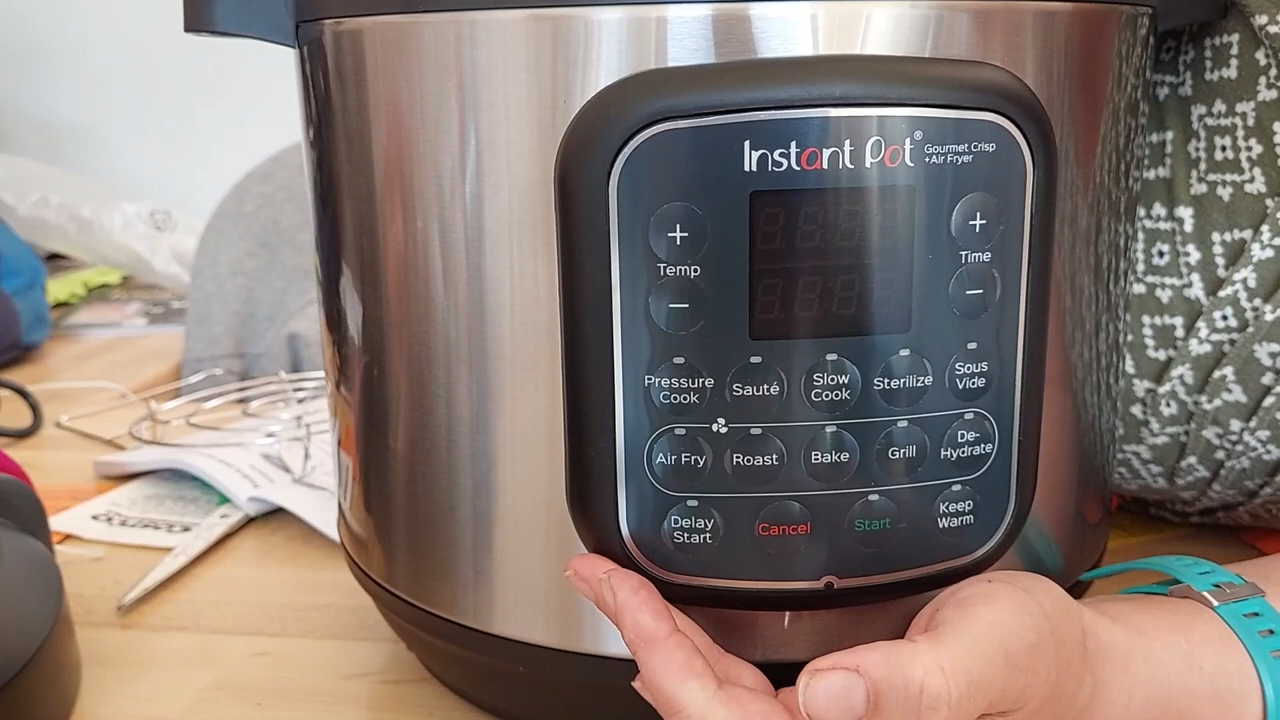 Instant Pot®
Gourmet Crisp
+Air Fryer
+
Temp
−
+
Time
−
Pressure
Cook
Sauté
Slow
Cook
Sterilize
Sous
Vide
Air Fry
Roast
Bake
Grill
De-
Hydrate
Delay
Start
Cancel
Start
Keep
Warm